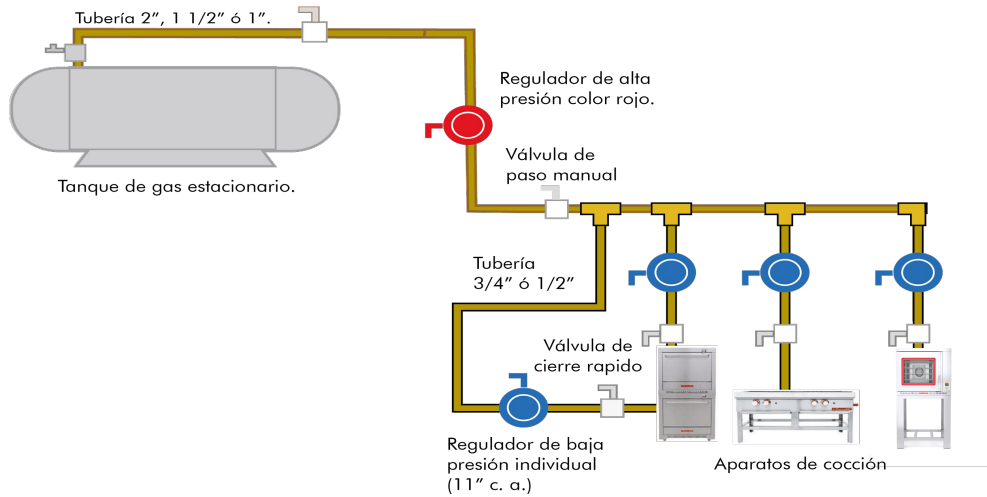 Tubería 2”, 1 1/2” ó 1”.
Regulador de alta
presión color rojo.
Válvula de
paso manual
Tanque de gas estacionario.
Tubería
3/4” ó 1/2”
Válvula de
cierre rapido
Regulador de baja
presión individual
(11” c. a.)
Aparatos de cocción